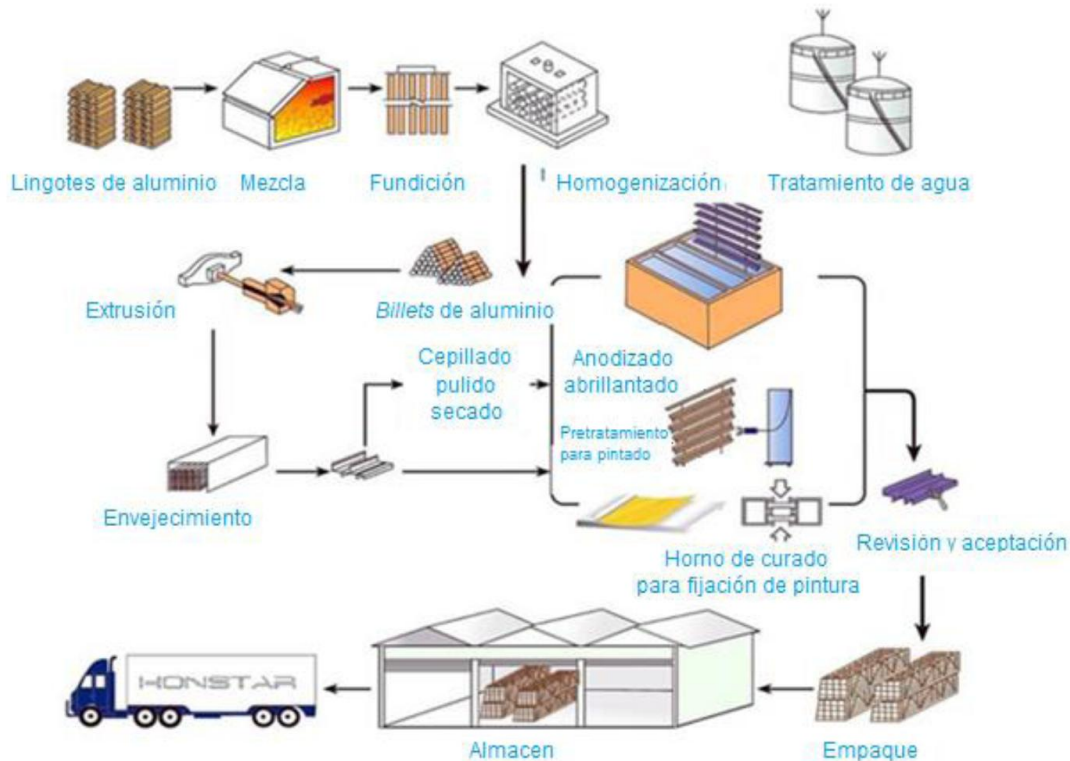 Lingotes de aluminio
Mezcla
Fundición
Homogenización
Tratamiento de agua
Extrusión
Billets de aluminio
Cepillado
pulido
secado
Anodizado
abrillantado
Pretratamiento
para pintado
Envejecimiento
Horno de curado
para fijación de pintura
Revisión y aceptación
HONSTAR
Almacen
Empaque